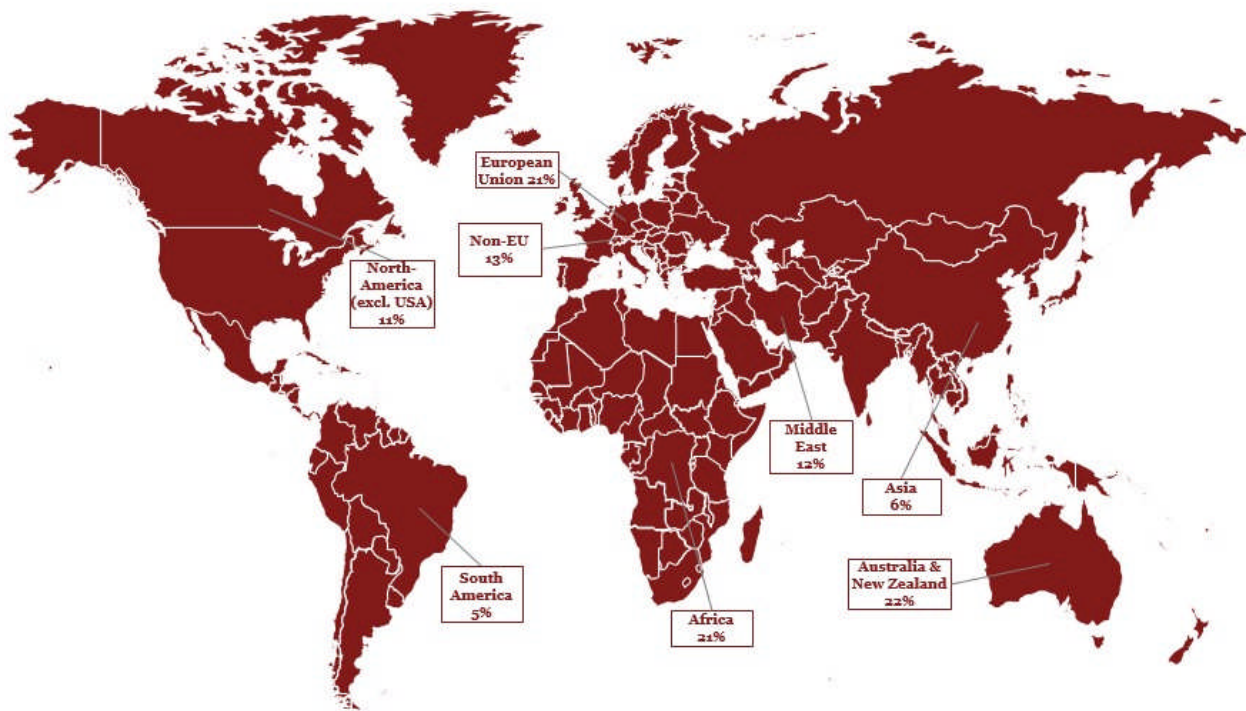 European
Union 21%
Non-EU
13%
North-
America
(excl. USA)
11%
Middle
East
12%
Asia
6%
South
America
5%
Africa
21%
Australia &
New Zealand
22%